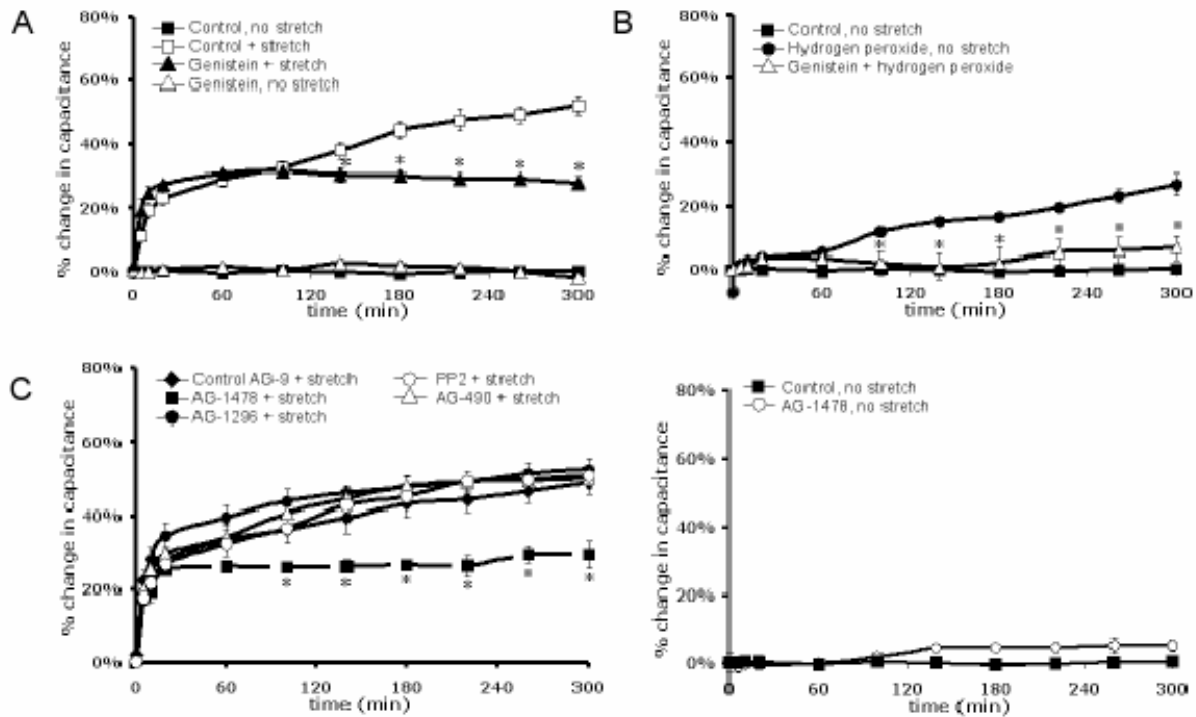 A
80%
60%
40%
20%
0%
% change in capacitance
Control, no stretch
Control + stretch
Genistein + stretch
Genistein, no stretch
* * * * *
0 60 120 180 240 300
time (min)
B
80%
60%
40%
20%
0%
% change in capacitance
Control, no stretch
Hydrogen peroxide, no stretch
Genistein + hydrogen peroxide
* * * * * *
0 60 120 180 240 300
time (min)
C
80%
60%
40%
20%
0%
% change in capacitance
Control AG-9 + stretch
AG-1478 + stretch
AG-1296 + stretch
PP2 + stretch
AG-490 + stretch
* * * * * *
0 60 120 180 240 300
time (min)
80%
60%
40%
20%
0%
% change in capacitance
Control, no stretch
AG-1478, no stretch
0 60 120 180 240 300
time (min)